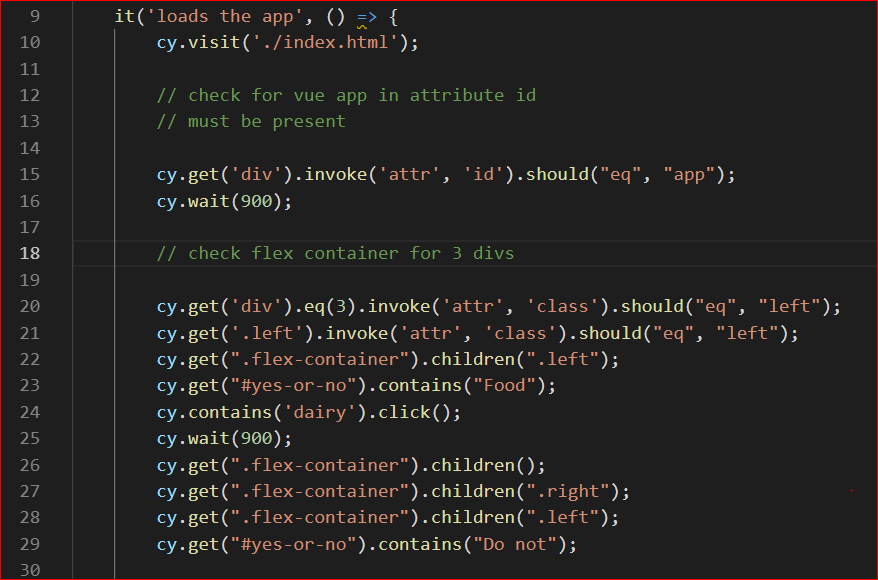 9 it('loads the app', () => {
10 cy.visit('./index.html');
11
12 // check for vue app in attribute id
13 // must be present
14
15 cy.get('div').invoke('attr', 'id').should("eq", "app");
16 cy.wait(900);
17
18 // check flex container for 3 divs
19
20 cy.get('div').eq(3).invoke('attr', 'class').should("eq", "left");
21 cy.get('.left').invoke('attr', 'class').should("eq", "left");
22 cy.get(".flex-container").children(".left");
23 cy.get("#yes-or-no").contains("Food");
24 cy.contains('dairy').click();
25 cy.wait(900);
26 cy.get(".flex-container").children();
27 cy.get(".flex-container").children(".right");
28 cy.get(".flex-container").children(".left");
29 cy.get("#yes-or-no").contains("Do not");
30